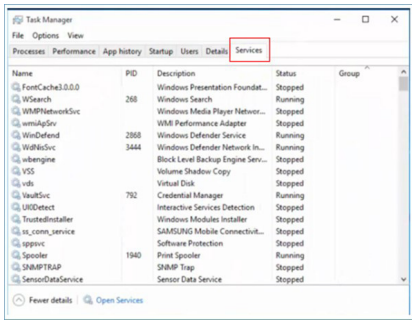 Task Manager
File Options View
Processes Performance App history Startup Users Details Services
Name PID Description Status Group
FontCache3.0.0.0 Windows Presentation Foundat... Stopped
WSearch 268 Windows Search Running
WMPNetworkSvc Windows Media Player Networ... Stopped
wmiApSrv WMI Performance Adapter Stopped
WinDefend 2868 Windows Defender Service Running
WdNisSvc 3444 Windows Defender Network In... Running
wbengine Block Level Backup Engine Serv... Stopped
VSS Volume Shadow Copy Stopped
vds Virtual Disk Stopped
VaultSvc 792 Credential Manager Running
UI0Detect Interactive Services Detection Stopped
TrustedInstaller Windows Modules Installer Stopped
ss_conn_service SAMSUNG Mobile Connectivit... Stopped
sppsvc Software Protection Stopped
Spooler 1940 Print Spooler Running
SNMPTRAP SNMP Trap Stopped
SensorDataService Sensor Data Service Stopped
Fewer details Open Services